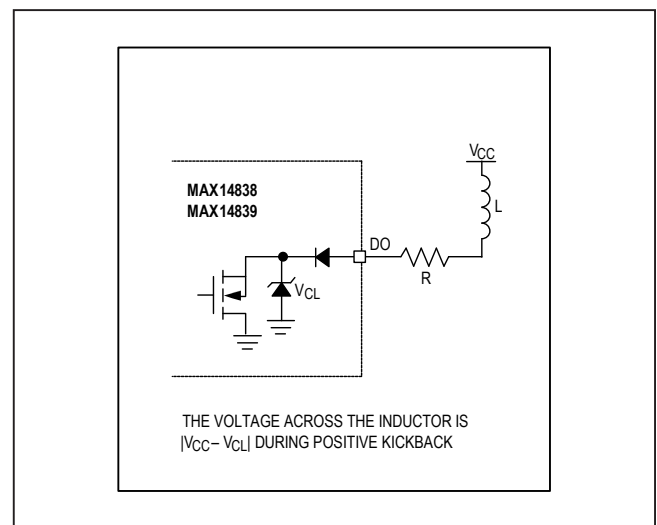 VCC
MAX14838
MAX14839
L
DO
R
VCL
THE VOLTAGE ACROSS THE INDUCTOR IS
|VCC– VCL| DURING POSITIVE KICKBACK